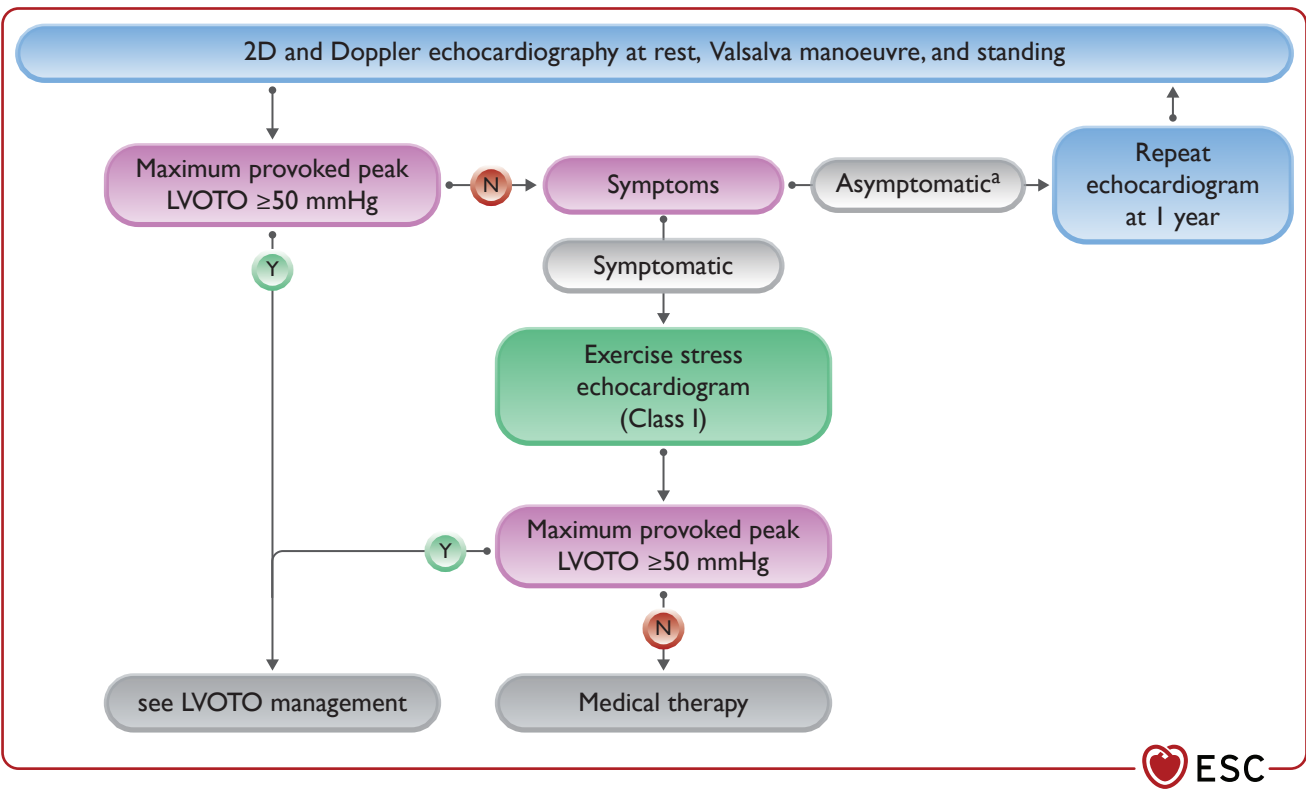 2D and Doppler echocardiography at rest, Valsalva manoeuvre, and standing
Maximum provoked peak
LVOTO ≥50 mmHg
N
Symptoms
Asymptomaticᵃ
Repeat
echocardiogram
at 1 year
Y
Symptomatic
Exercise stress
echocardiogram
(Class I)
Maximum provoked peak
LVOTO ≥50 mmHg
Y
N
see LVOTO management
Medical therapy
ESC